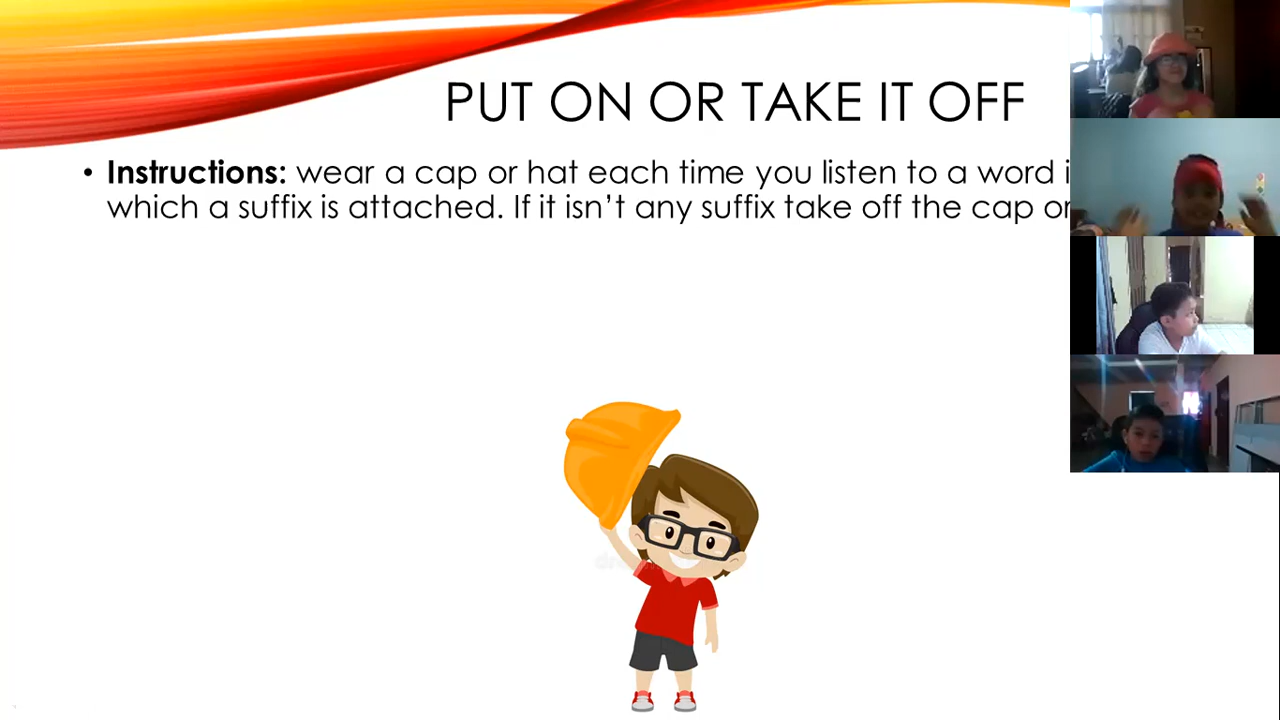 PUT ON OR TAKE IT OFF
• Instructions: wear a cap or hat each time you listen to a word
which a suffix is attached. If it isn't any suffix take off the cap